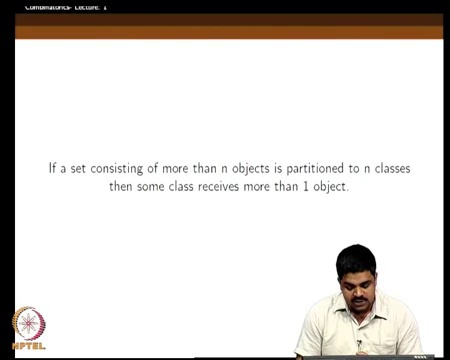 Combinatorics- Lecture: 1
If a set consisting of more than n objects is partitioned to n classes
then some class receives more than 1 object.
NPTEL